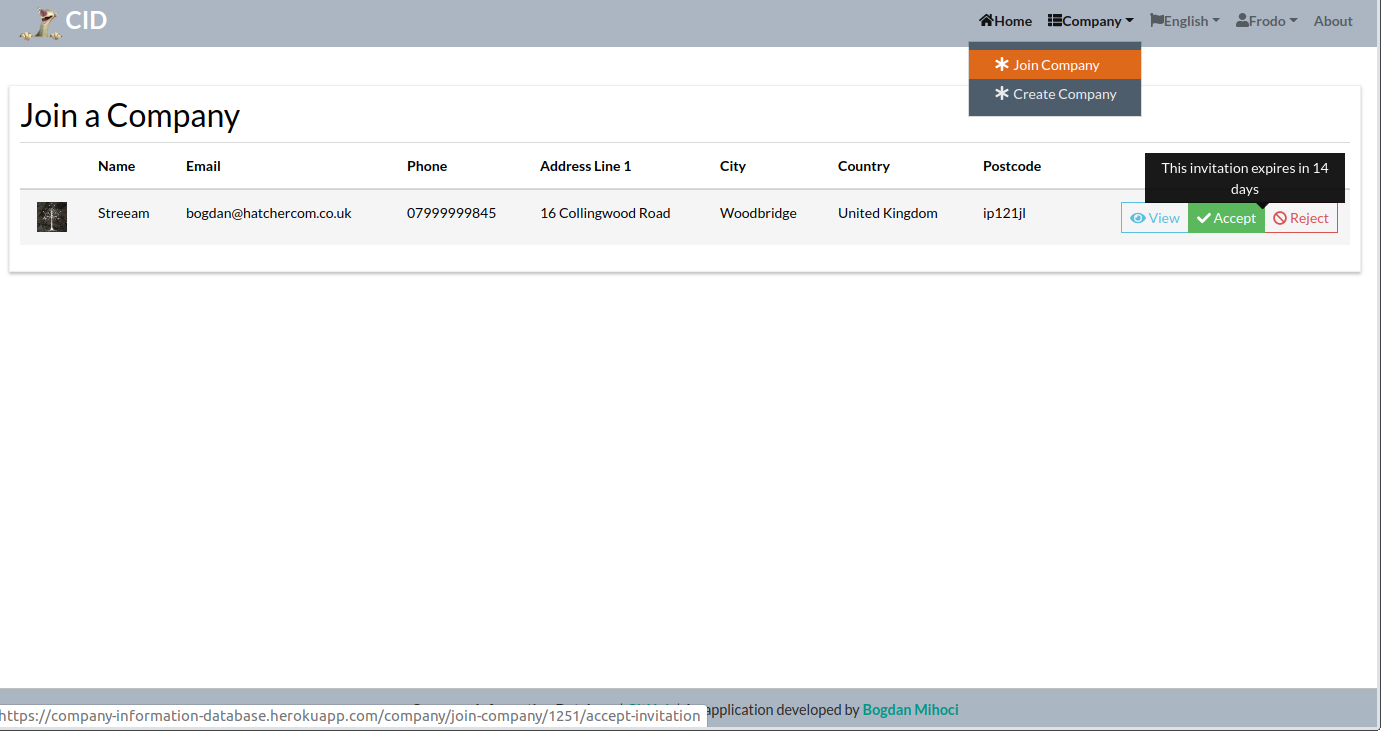 CID
Home Company English Frodo About
Join Company
Create Company
Join a Company
Name Email Phone Address Line 1 City Country Postcode
This invitation expires in 14
days
Streeam bogdan@hatchercom.co.uk 07999999845 16 Collingwood Road Woodbridge United Kingdom ip121jl
View Accept Reject
application developed by Bogdan Mihoci
https://company-information-database.herokuapp.com/company/join-company/1251/accept-invitation